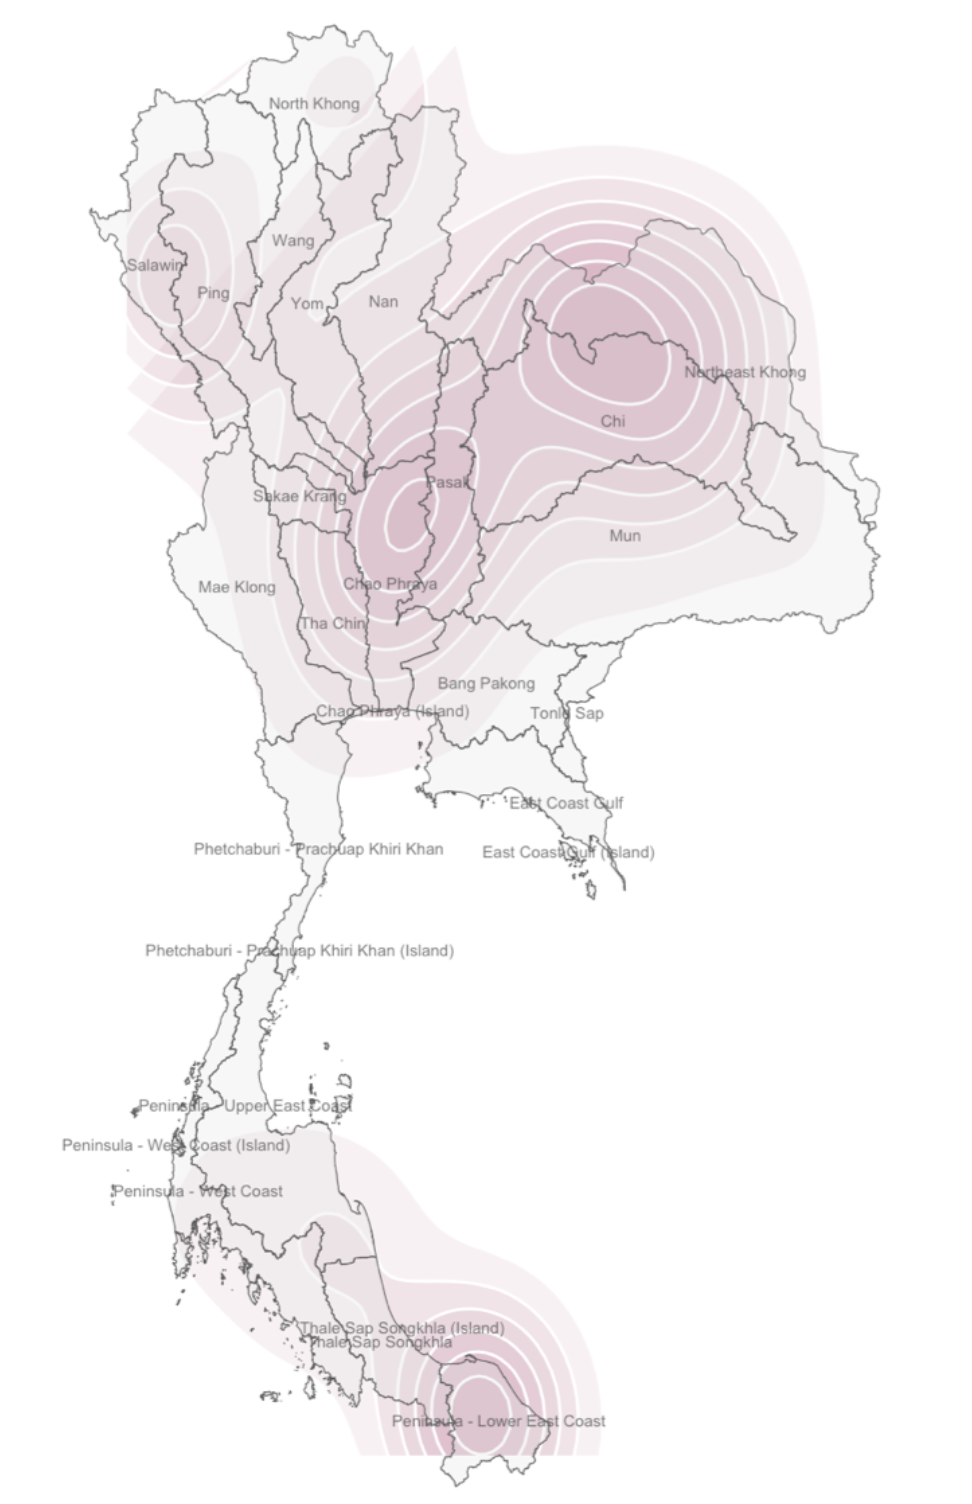 North Khong
Wang
Salawin
Ping
Yom
Nan
Northeast Khong
Chi
Pasak
Sakae Krang
Mun
Chao Phraya
Mae Klong
Tha Chin
Bang Pakong
Chao Phraya (Island)
Tonle Sap
East Coast Gulf
Phetchaburi - Prachuap Khiri Khan
East Coast Gulf (Island)
Phetchaburi - Prachuap Khiri Khan (Island)
Peninsula - Upper East Coast
Peninsula - West Coast (Island)
Peninsula - West Coast
Thale Sap Songkhla (Island)
Thale Sap Songkhla
Peninsula - Lower East Coast